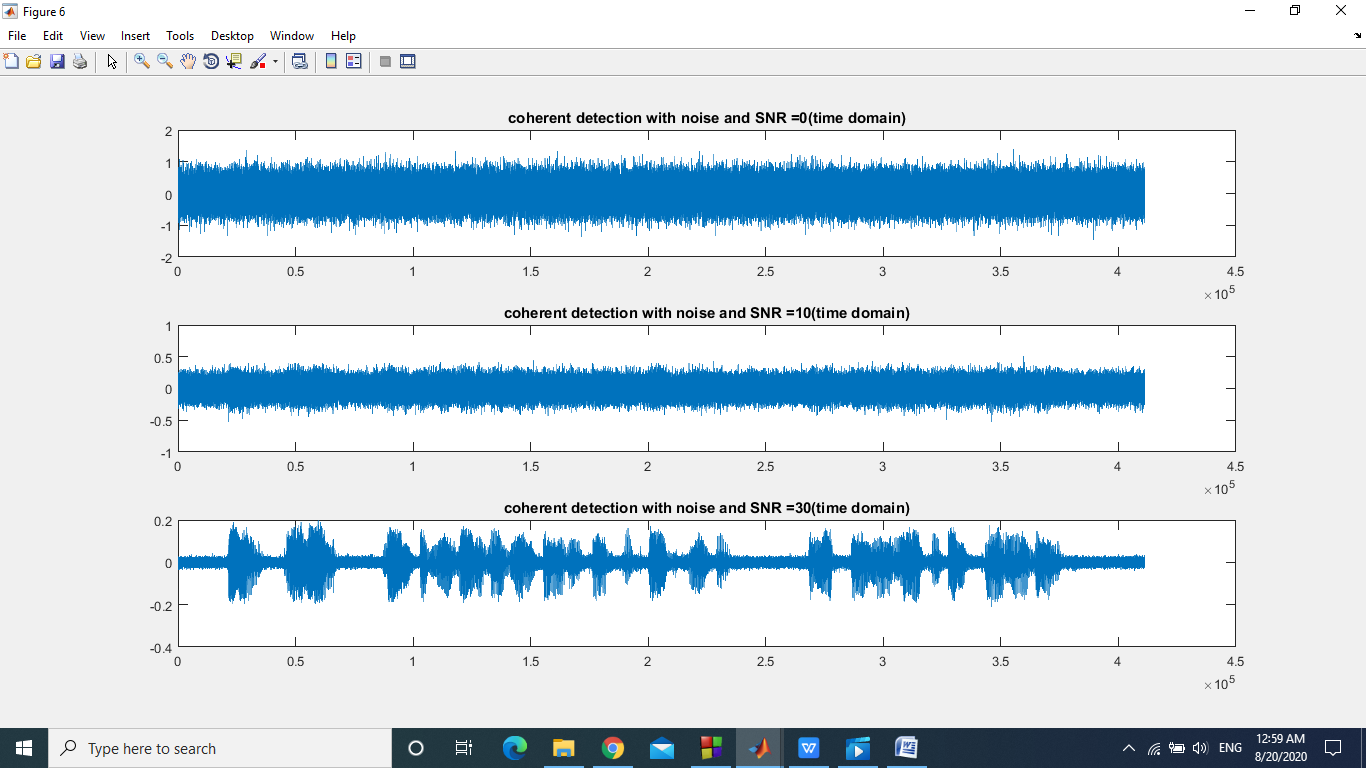 Figure 6
File Edit View Insert Tools Desktop Window Help
coherent detection with noise and SNR =0(time domain)
2
1
0
-1
-2
0 0.5 1 1.5 2 2.5 3 3.5 4 4.5
×10^5
coherent detection with noise and SNR =10(time domain)
1
0.5
0
-0.5
-1
0 0.5 1 1.5 2 2.5 3 3.5 4 4.5
×10^5
coherent detection with noise and SNR =30(time domain)
0.2
0
-0.2
-0.4
0 0.5 1 1.5 2 2.5 3 3.5 4 4.5
×10^5
Type here to search
ENG
12:59 AM
8/20/2020